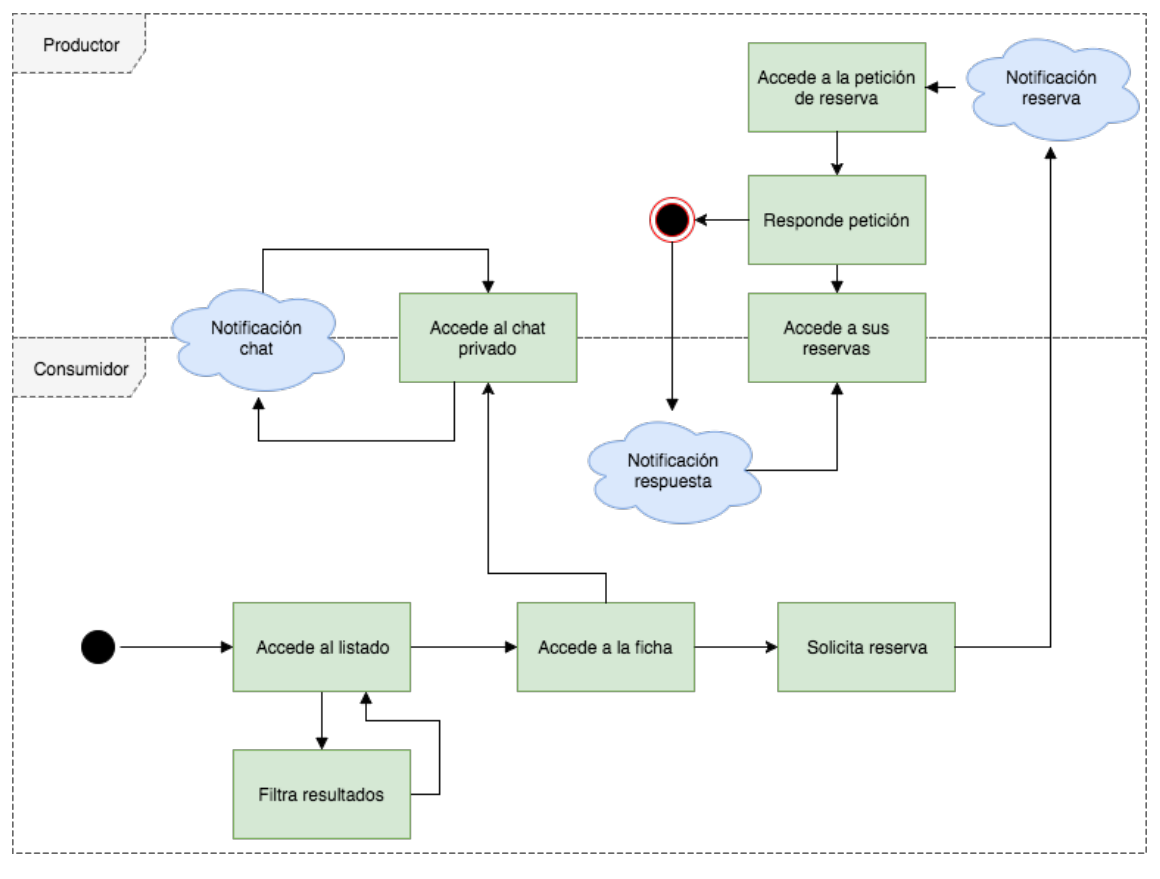 Productor
Accede a la petición
de reserva
Notificación
reserva
Responde petición
Notificación
chat
Accede al chat
privado
Accede a sus
reservas
Consumidor
Notificación
respuesta
Accede al listado
Accede a la ficha
Solicita reserva
Filtra resultados